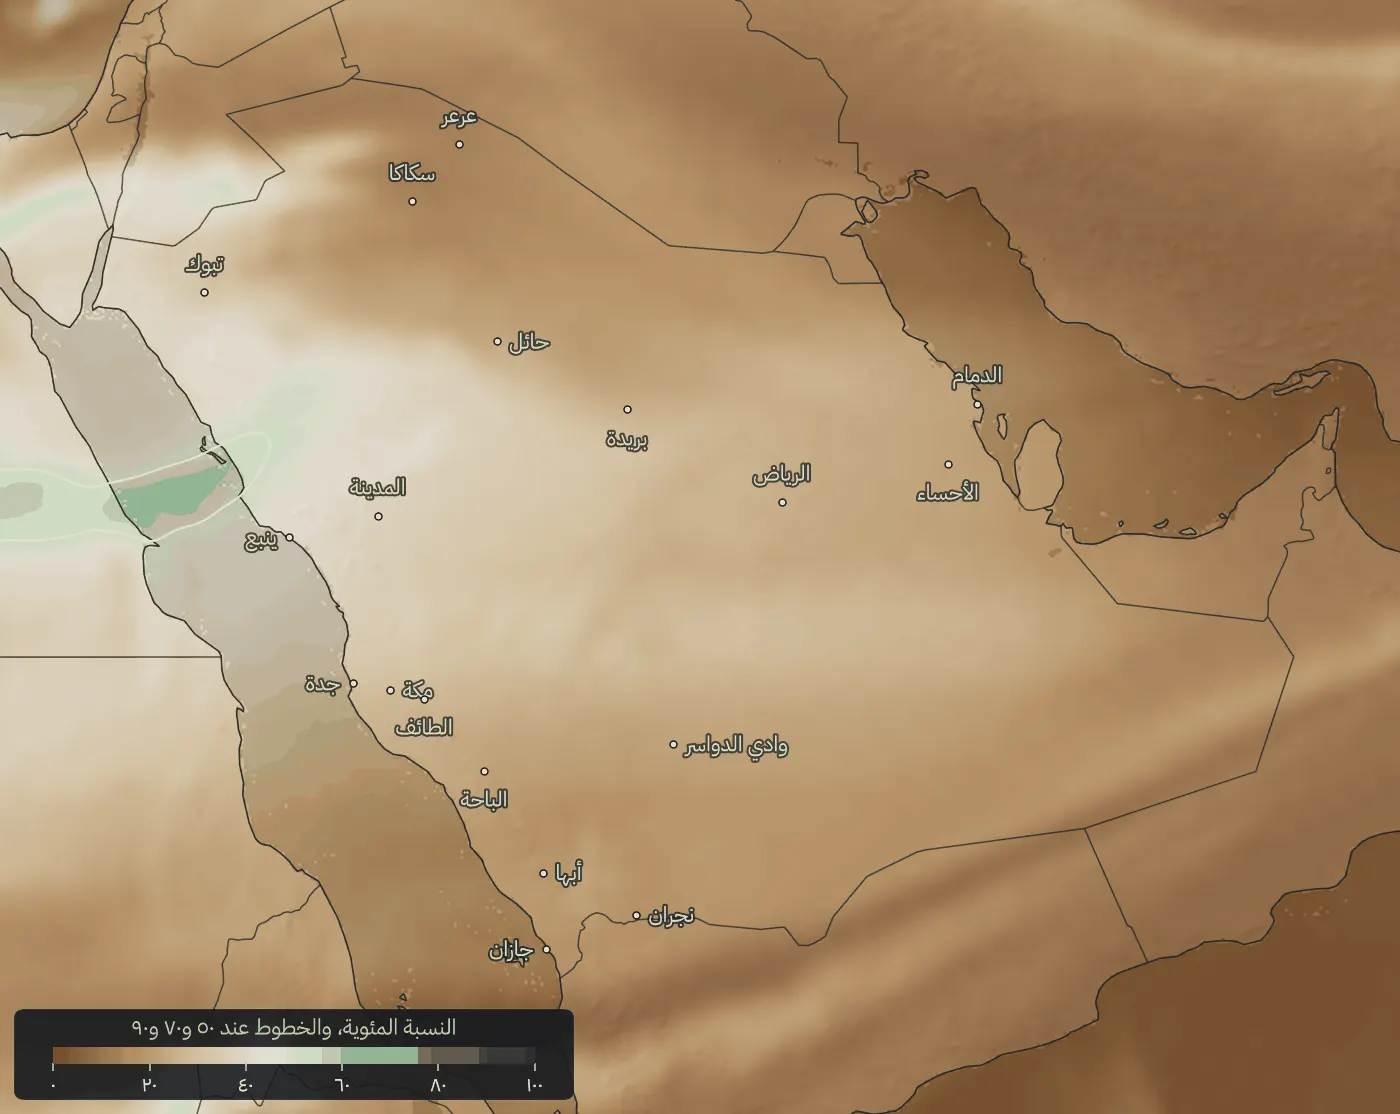 عرعر
سكاكا
تبوك
حائل
الدمام
بريدة
الرياض
المدينة
الأحساء
ينبع
جدة
مكة
الطائف
وادي الدواسر
الباحة
أبها
نجران
جازان
النسبة المئوية، والخطوط عند ٥٠ و٧٠ و٩٠
٠ ٢٠ ٤٠ ٦٠ ٨٠ ١٠٠